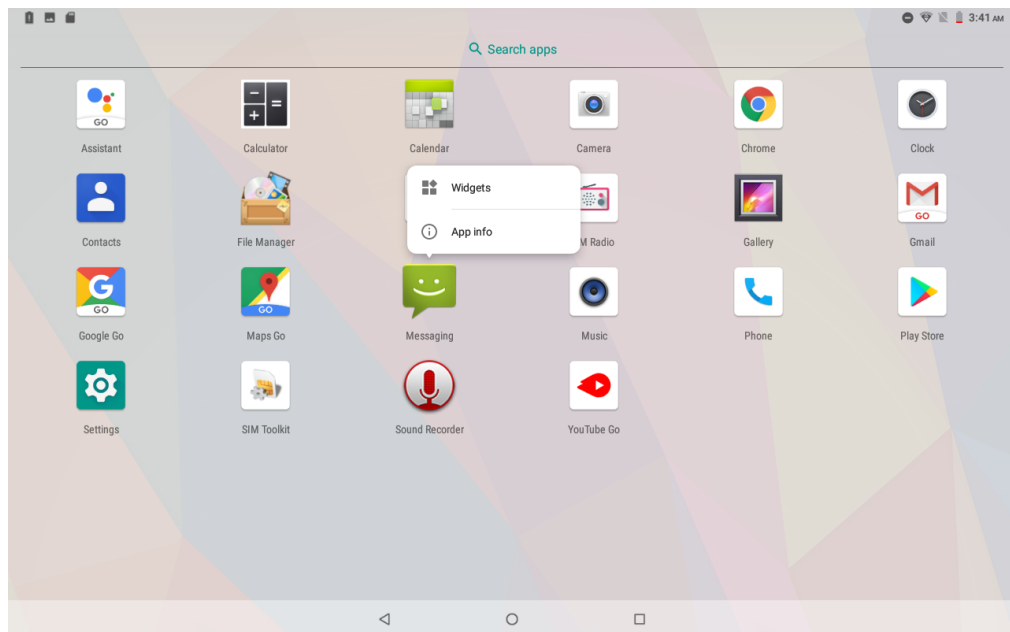 3:41 AM
Search apps
GO
Assistant
Calculator
Calendar
Camera
Chrome
Clock
Widgets
App info
Contacts
File Manager
M Radio
Gallery
GO
Gmail
G
GO
Google Go
GO
Maps Go
Messaging
Music
Phone
Play Store
Settings
SIM Toolkit
Sound Recorder
YouTube Go